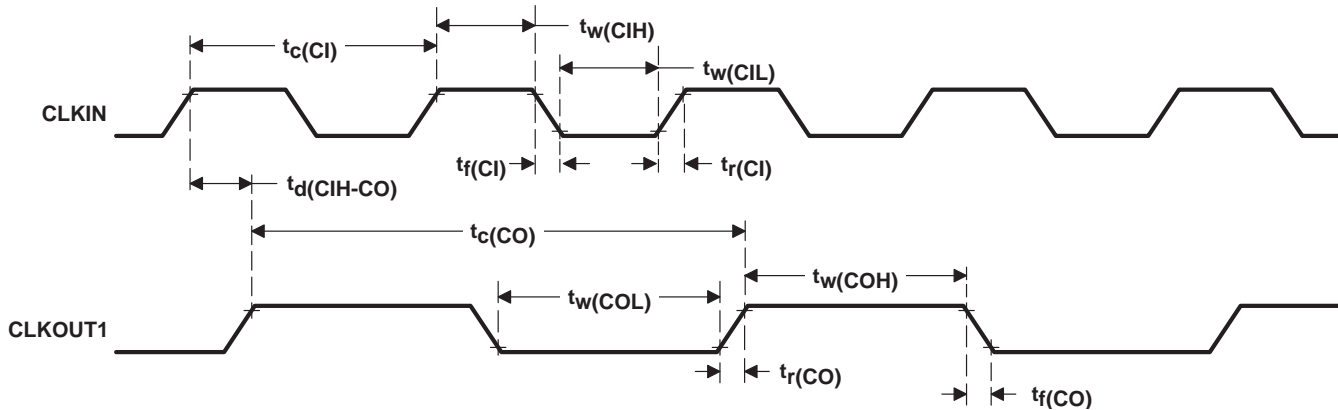 tw(CIH)
tc(CI)
tw(CIL)
CLKIN
tf(CI)
tr(CI)
td(CIH-CO)
tc(CO)
tw(COH)
tw(COL)
CLKOUT1
tr(CO)
tf(CO)